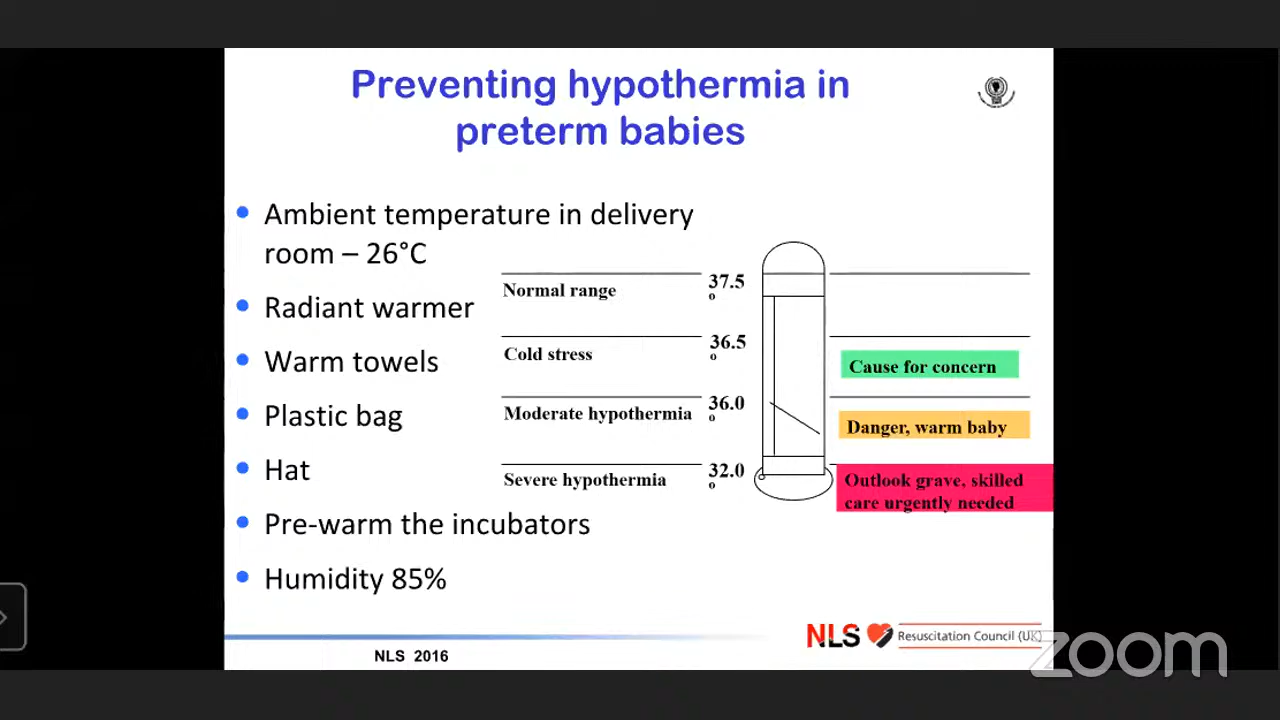 Preventing hypothermia in
preterm babies
• Ambient temperature in delivery
room – 26°C
• Radiant warmer
• Warm towels
• Plastic bag
• Hat
• Pre-warm the incubators
• Humidity 85%
Normal range 37.5
o
Cold stress 36.5
o
Cause for concern
Moderate hypothermia 36.0
o
Danger, warm baby
Severe hypothermia 32.0
o
Outlook grave, skilled
care urgently needed
NLS 2016
NLS Resuscitation Council (UK)
zoom